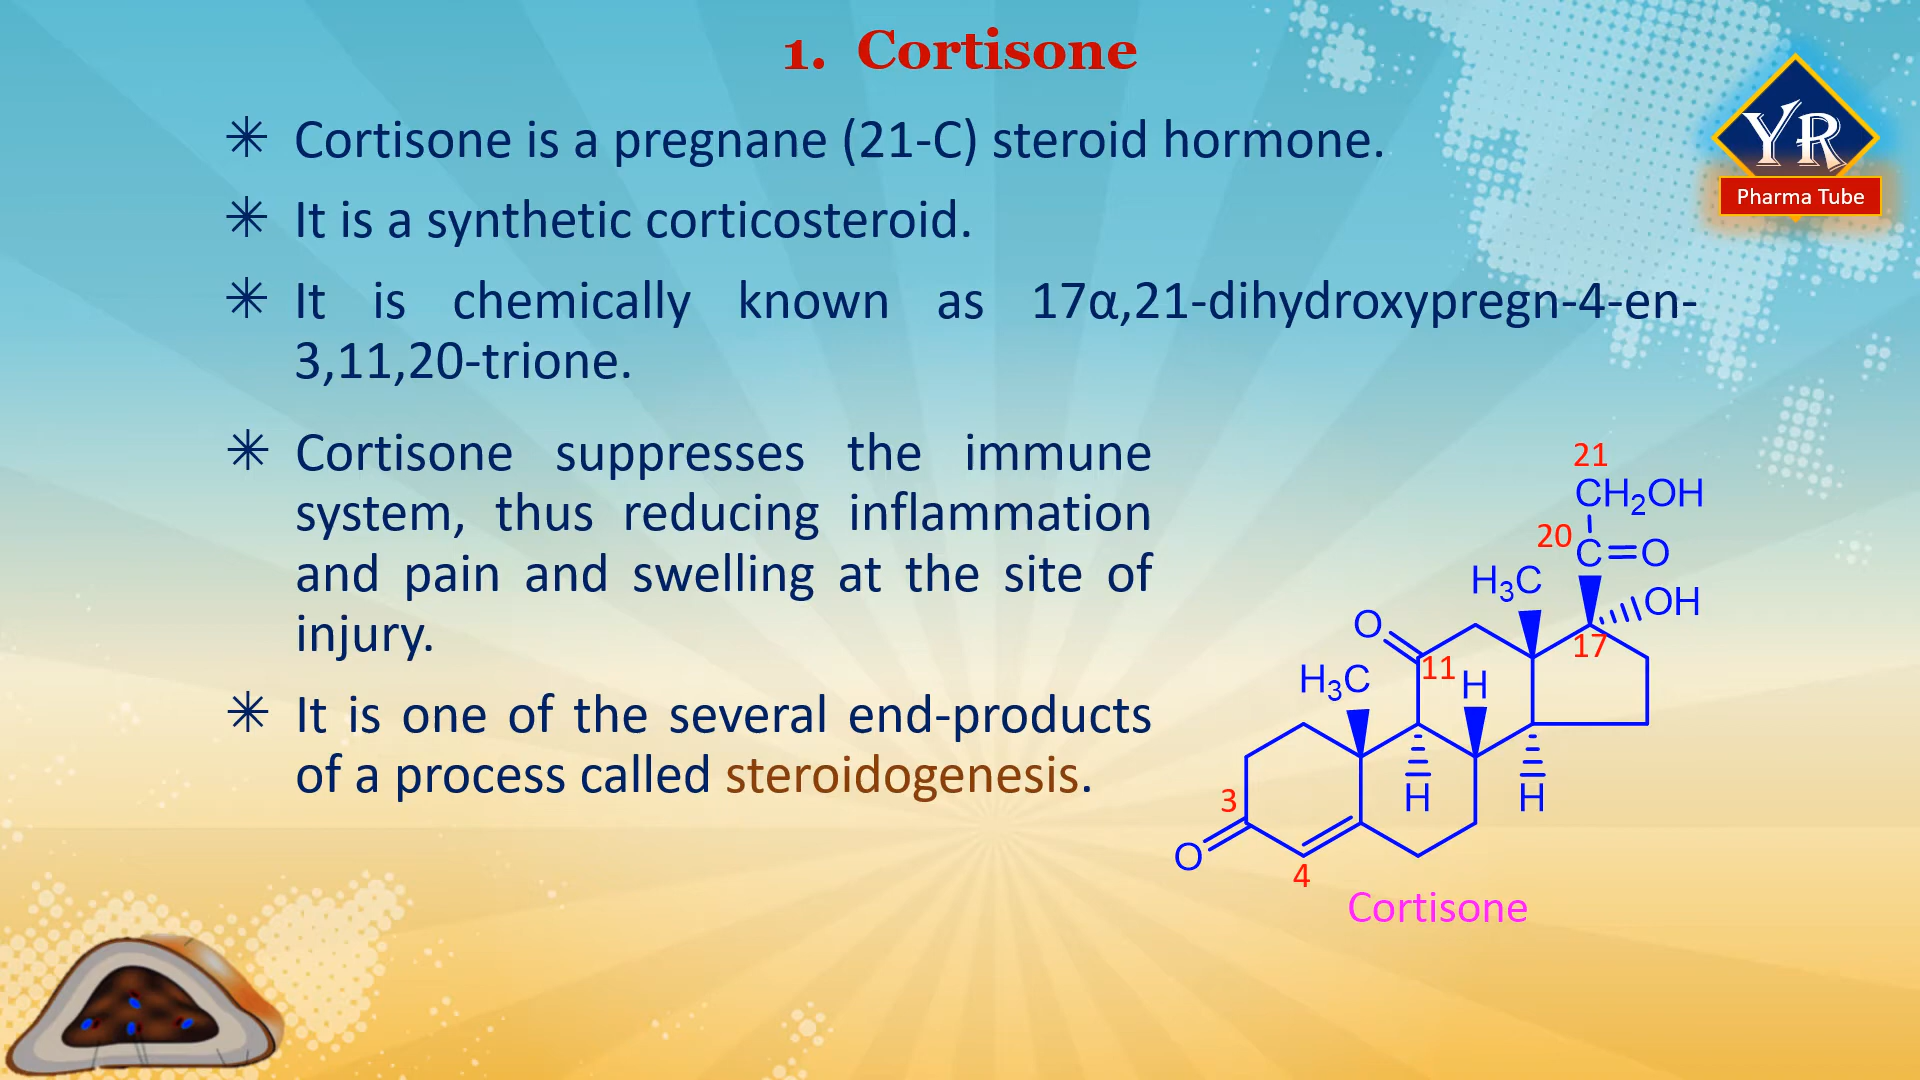 1. Cortisone
YR
Pharma Tube
✳ Cortisone is a pregnane (21-C) steroid hormone.
✳ It is a synthetic corticosteroid.
✳ It is chemically known as 17α,21-dihydroxypregn-4-en-
3,11,20-trione.
✳ Cortisone suppresses the immune
system, thus reducing inflammation
and pain and swelling at the site of
injury.
✳ It is one of the several end-products
of a process called steroidogenesis.
21
CH₂OH
20
C=O
H₃C
OH
O
17
11
H
H₃C
3
H
H
O
4
Cortisone